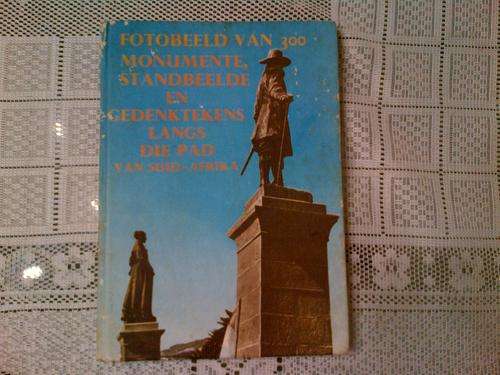 FOTOBEELD VAN 300
MONUMENTE,
STANDBEELDE
EN
GEDENKTEKENS
LANGS
DIE PAD
VAN SUID-AFRIKA